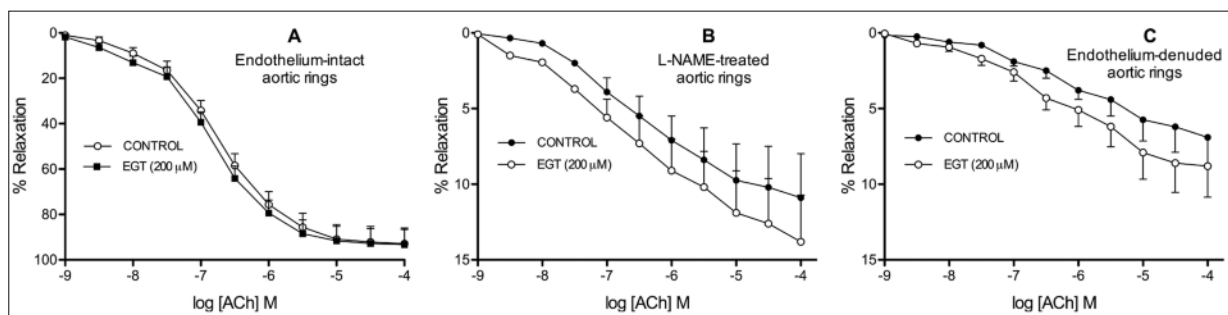 A
Endothelium-intact
aortic rings
% Relaxation
0
20
40
60
80
100
CONTROL
EGT (200 μM)
-9 -8 -7 -6 -5 -4
log [ACh] M
B
L-NAME-treated
aortic rings
% Relaxation
0
5
10
15
CONTROL
EGT (200 μM)
-9 -8 -7 -6 -5 -4
log [ACh] M
C
Endothelium-denuded
aortic rings
% Relaxation
0
5
10
15
CONTROL
EGT (200 μM)
-9 -8 -7 -6 -5 -4
log [ACh] M